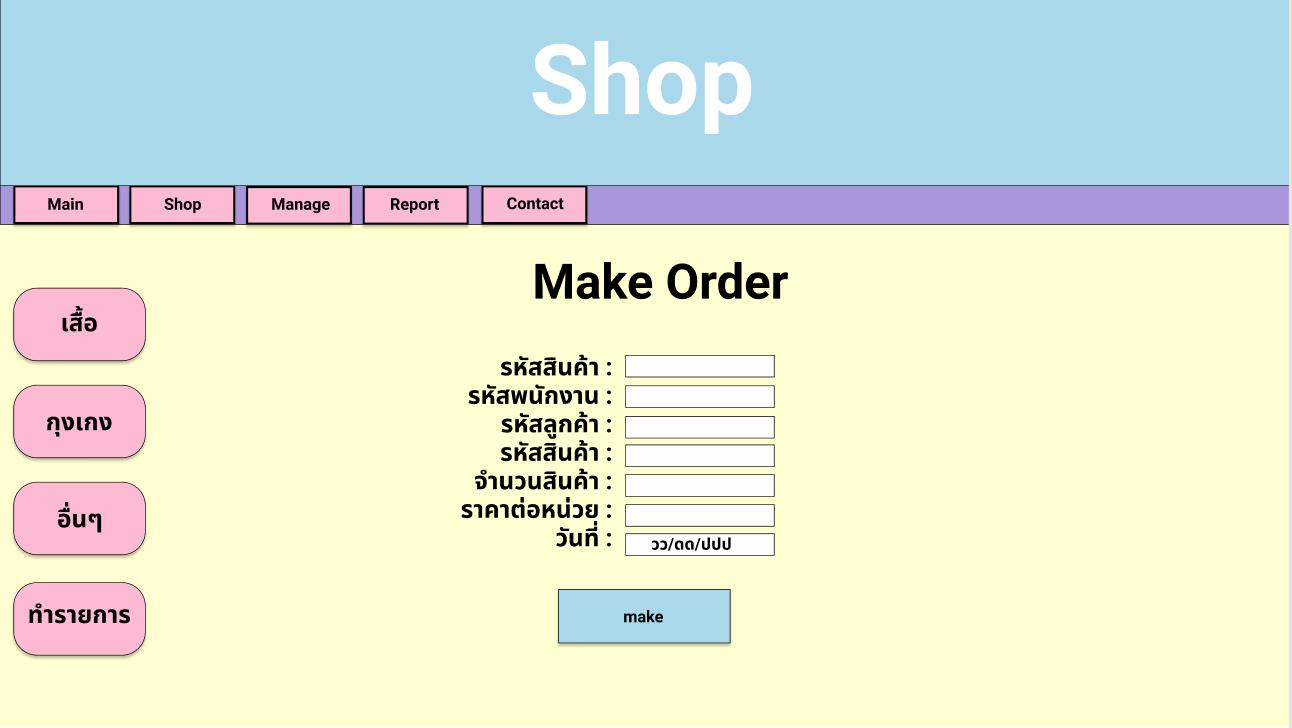 Shop
Main Shop Manage Report Contact
Make Order
เสื้อ
กุงเกง
อื่นๆ
ทำรายการ
รหัสสินค้า :
รหัสพนักงาน :
รหัสลูกค้า :
รหัสสินค้า :
จำนวนสินค้า :
ราคาต่อหน่วย :
วันที่ : วว/ดด/ปปป
make